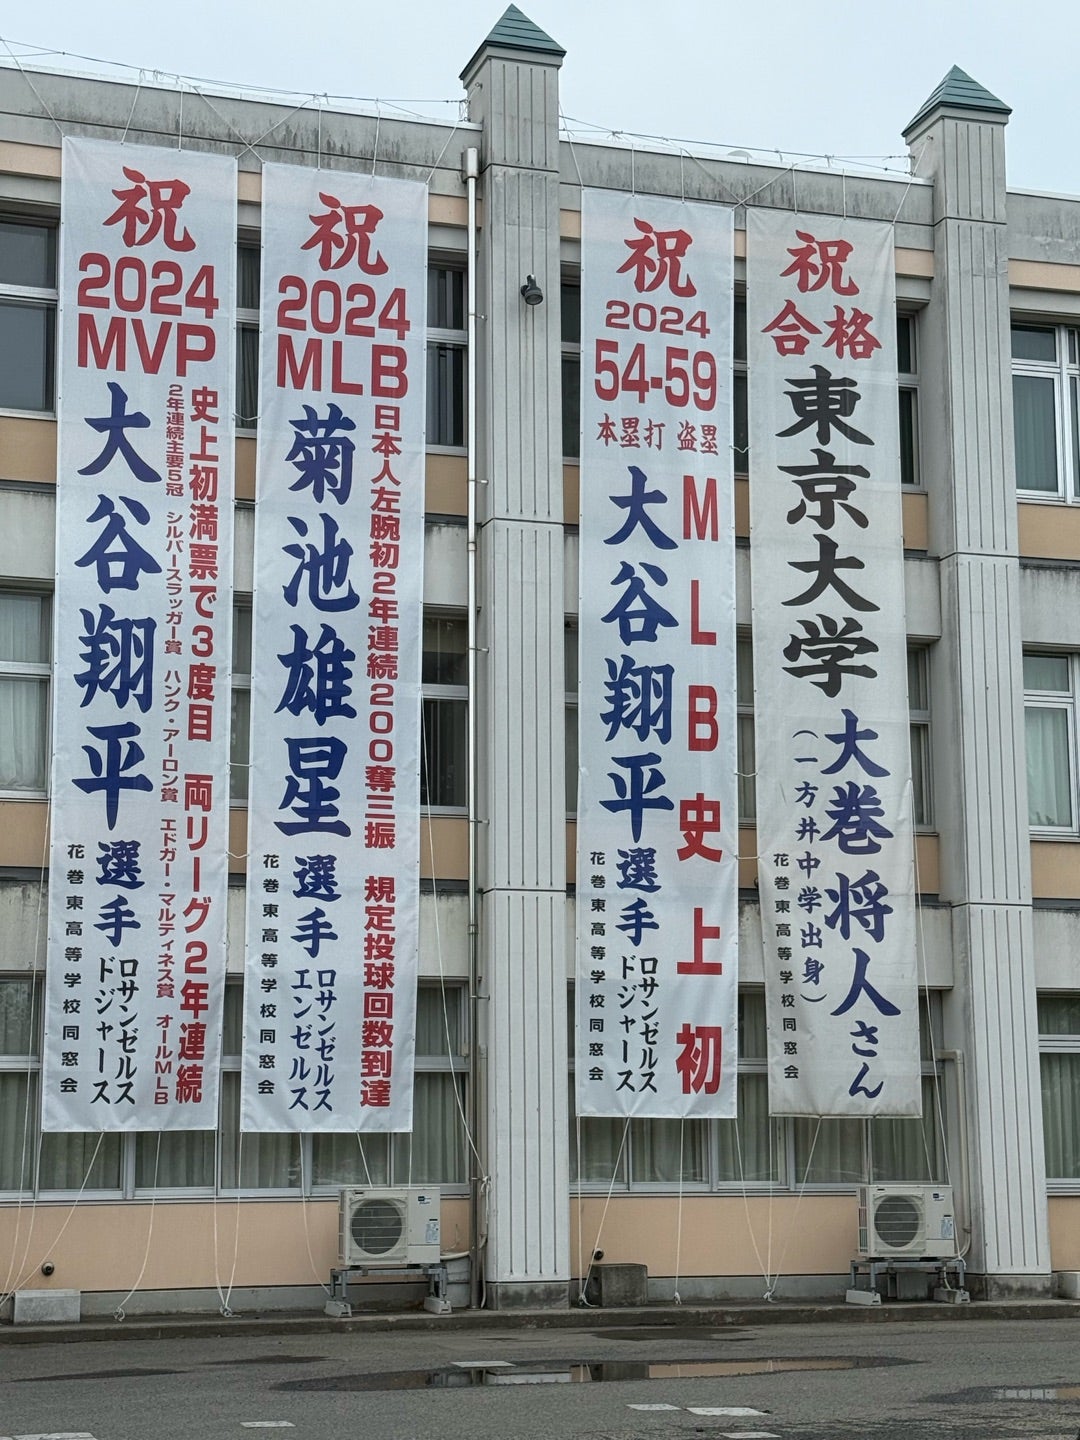 祝
2024
MVP
史上初満票で3度目 両リーグ2年連続
2年連続主要5冠 シルバースラッガー賞 ハンク・アーロン賞 エドガー・マルティネス賞 オールMLB
大谷翔平選手
ロサンゼルス
ドジャース
花巻東高等学校同窓会
祝
2024
MLB
日本人左腕初2年連続200奪三振 規定投球回数到達
菊池雄星選手
ロサンゼルス
エンゼルス
花巻東高等学校同窓会
祝
2024
54-59
本塁打 盗塁
MLB史上初
大谷翔平選手
ロサンゼルス
ドジャース
花巻東高等学校同窓会
祝
合格
東京大学
大巻将人さん
(一方井中学出身)
花巻東高等学校同窓会